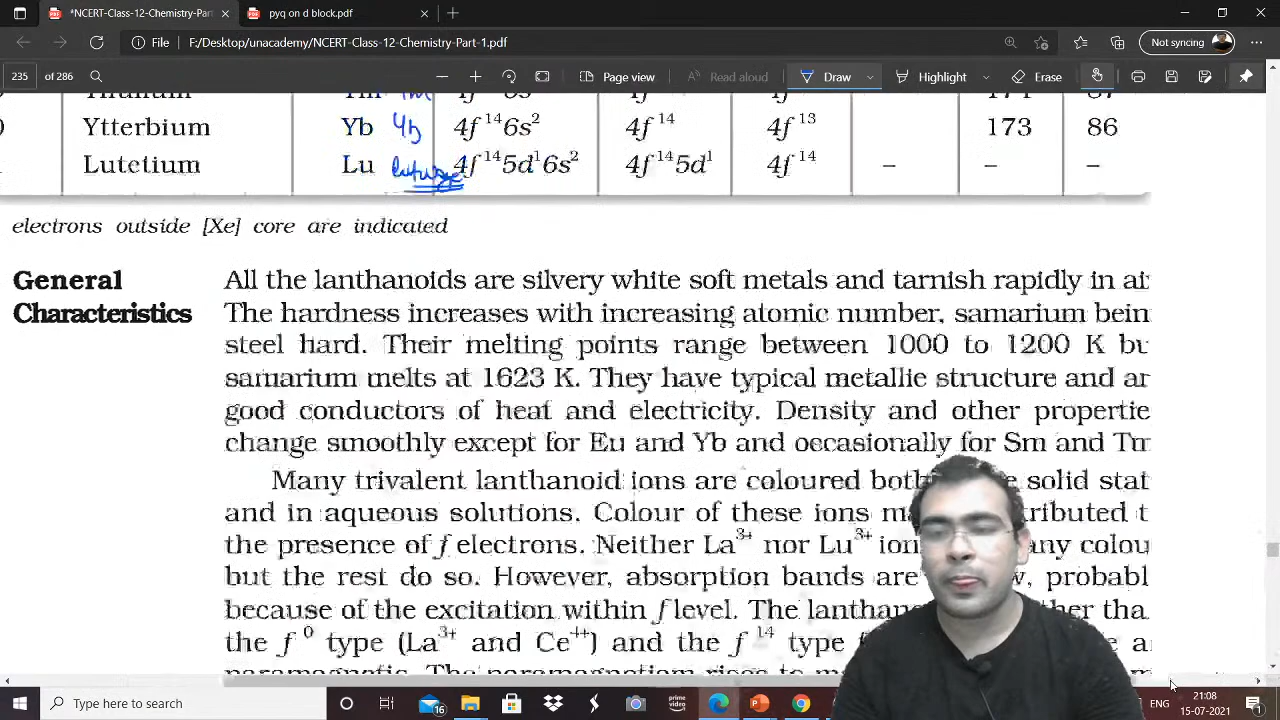 *NCERT-Class-12-Chemistry-Part-
pyq on d block.pdf
File F:/Desktop/unacademy/NCERT-Class-12-Chemistry-Part-1.pdf
Not syncing
235 of 286
Page view
Read aloud
Draw
Highlight
Erase
Ytterbium Yb Yb 4f¹⁴6s² 4f¹⁴ 4f¹³ 173 86
Lutetium Lu 4f¹⁴5d¹6s² 4f¹⁴5d¹ 4f¹⁴ – – –
electrons outside [Xe] core are indicated
General
Characteristics
All the lanthanoids are silvery white soft metals and tarnish rapidly in
The hardness increases with increasing atomic number, samarium bein
steel hard. Their melting points range between 1000 to 1200 K
samarium melts at 1623 K. They have typical metallic structure and
good conductors of heat and electricity. Density and other propertie
change smoothly except for Eu and Yb and occasionally for Sm and
Many trivalent lanthanoid ions are coloured both solid stat
and in aqueous solutions. Colour of these ions
the presence of f electrons. Neither La³⁺ nor Lu³⁺ ion any colou
but the rest do so. However, absorption bands are probabl
because of the excitation within f level. The tha
the f⁰ type (La³⁺ and Ce⁴⁺) and the f¹⁴ type
Type here to search
16
prime video
ENG
21:08
15-07-2021